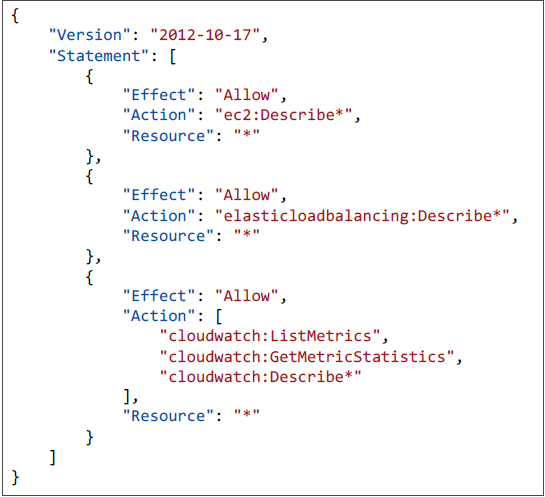 {
    "Version": "2012-10-17",
    "Statement": [
        {
            "Effect": "Allow",
            "Action": "ec2:Describe*",
            "Resource": "*"
        },
        {
            "Effect": "Allow",
            "Action": "elasticloadbalancing:Describe*",
            "Resource": "*"
        },
        {
            "Effect": "Allow",
            "Action": [
                "cloudwatch:ListMetrics",
                "cloudwatch:GetMetricStatistics",
                "cloudwatch:Describe*"
            ],
            "Resource": "*"
        }
    ]
}